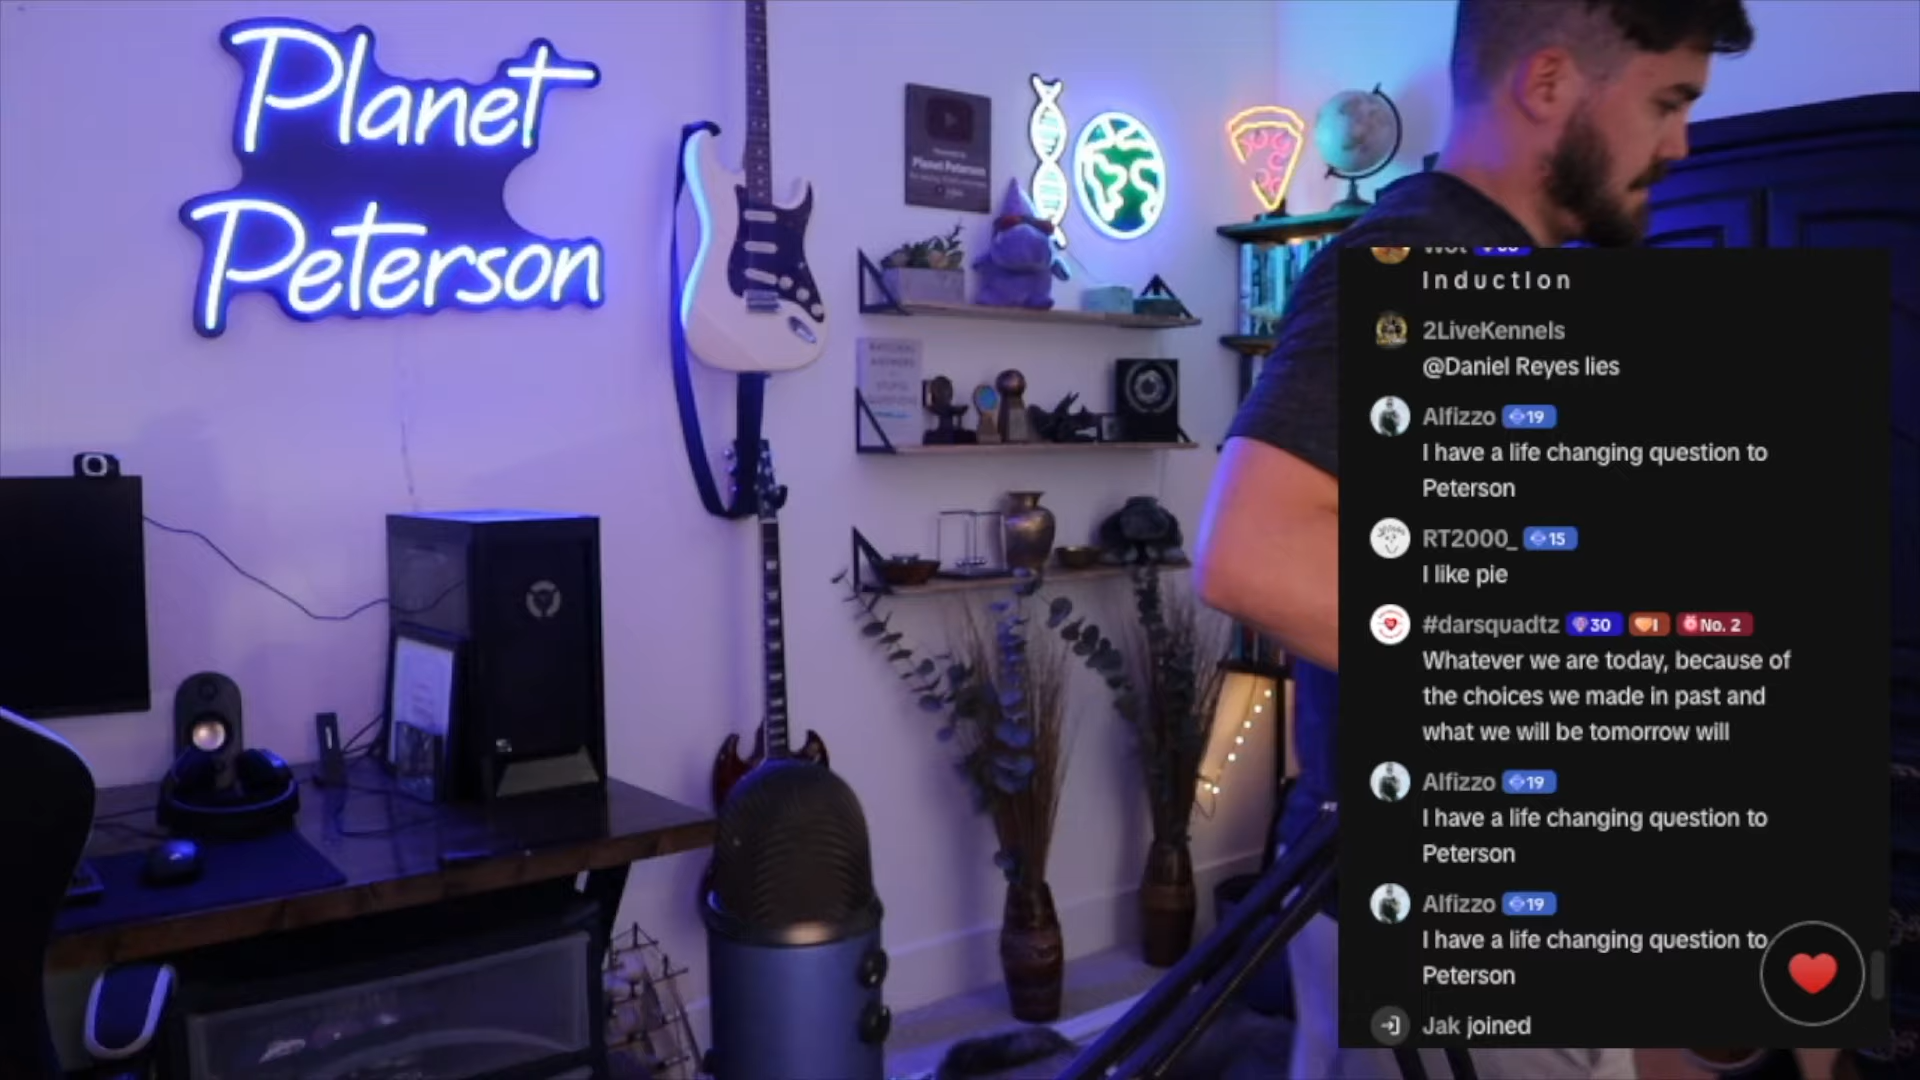 Planet
Peterson
Planet Peterson
InductIon
2LiveKennels
@Daniel Reyes lies
Alfizzo 19
I have a life changing question to
Peterson
RT2000_ 15
I like pie
#darsquadtz 30 I No. 2
Whatever we are today, because of
the choices we made in past and
what we will be tomorrow will
Alfizzo 19
I have a life changing question to
Peterson
Alfizzo 19
I have a life changing question to
Peterson
Jak joined